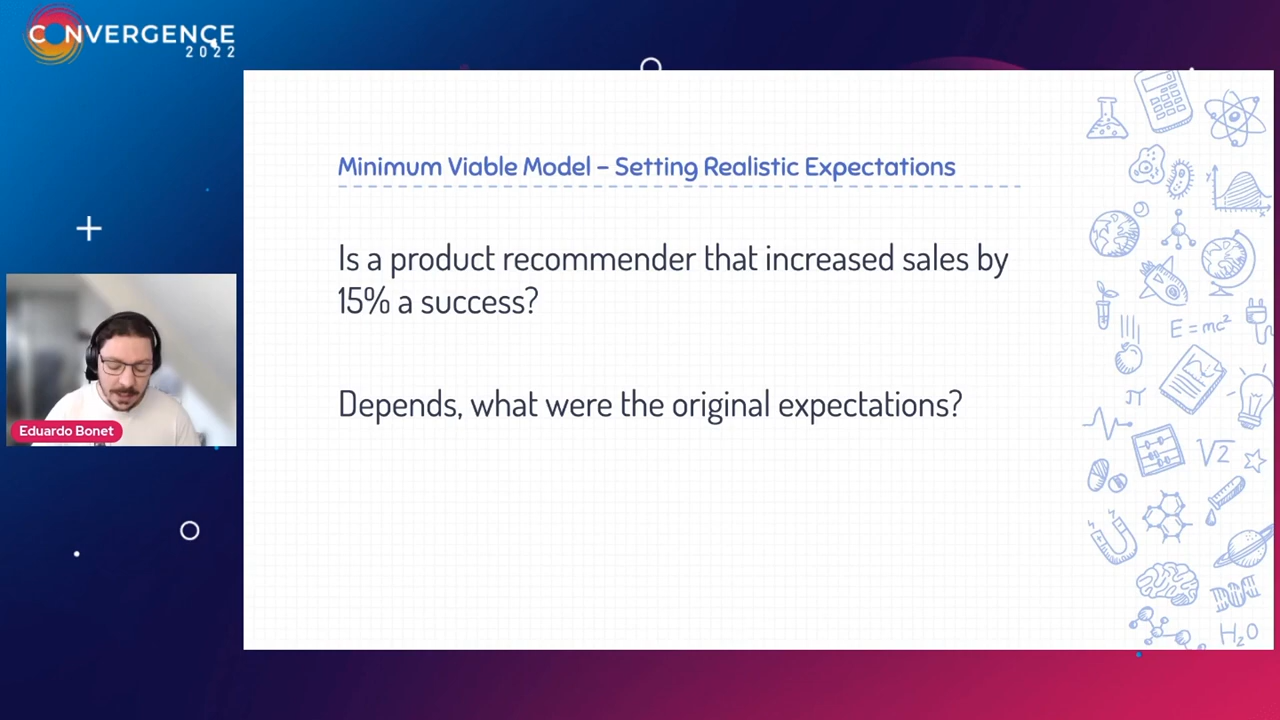 CONVERGENCE
2022
Minimum Viable Model – Setting Realistic Expectations
Is a product recommender that increased sales by
15% a success?
Depends, what were the original expectations?
Eduardo Bonet
y
x
E = mc²
π
√2
H₂O